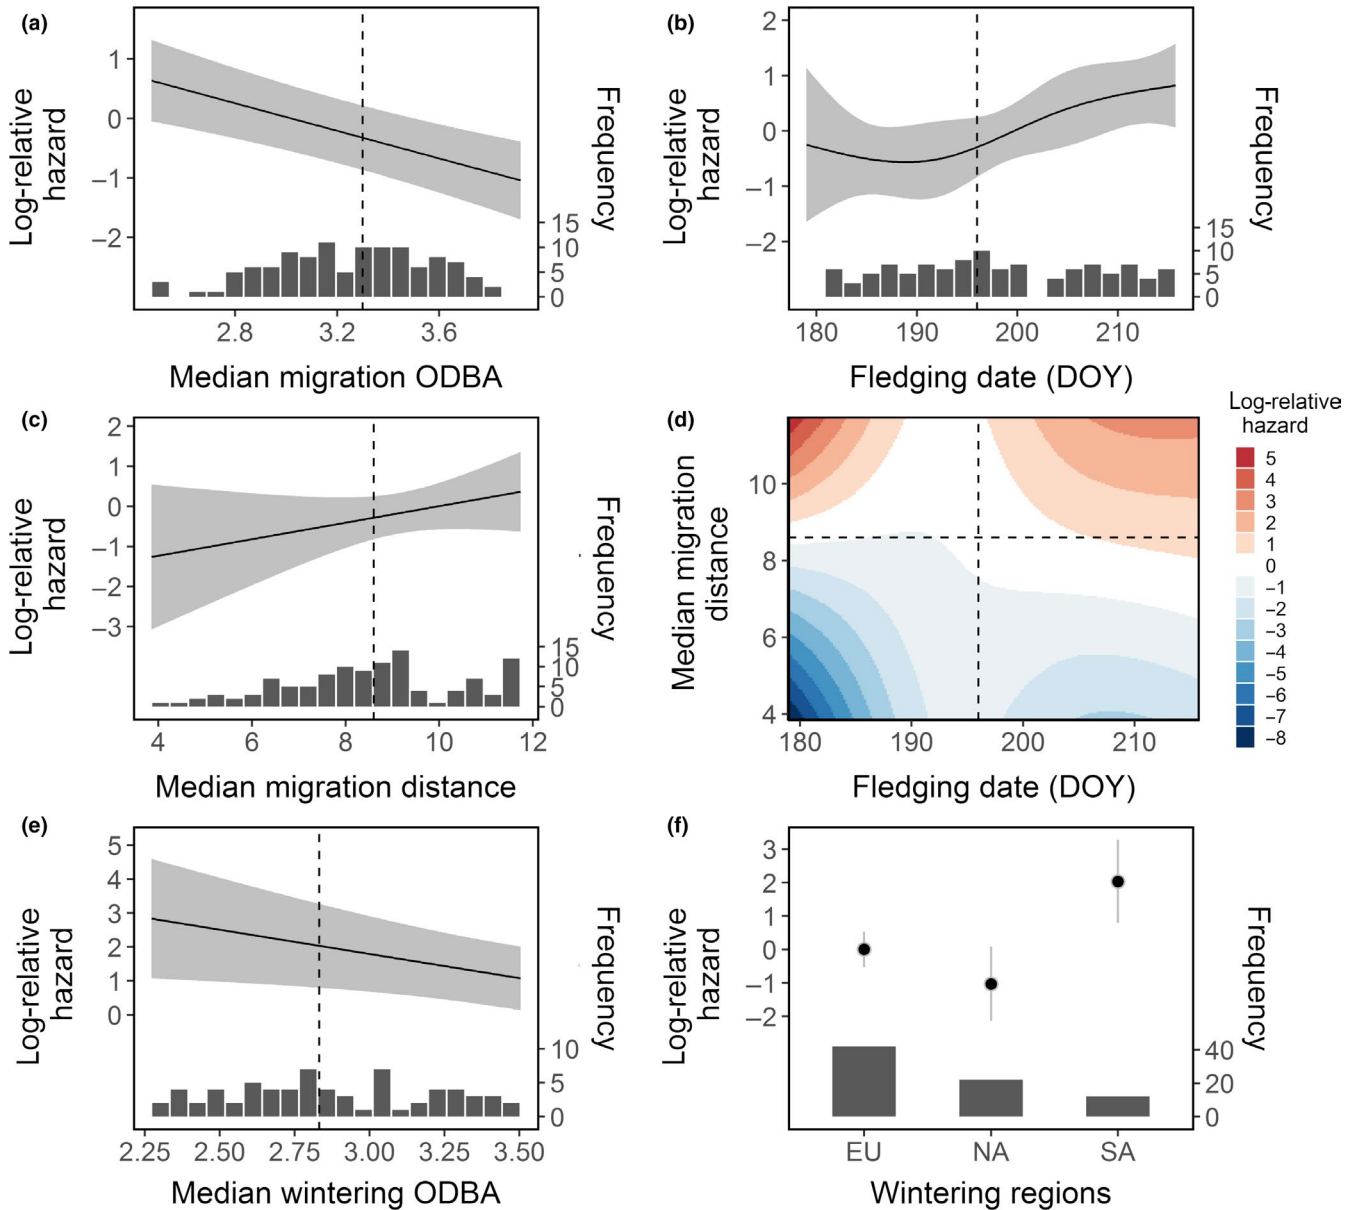 (a)
Log-relative
hazard
1
0
−1
−2
15
10
5
0
Frequency
2.8 3.2 3.6
Median migration ODBA
(b)
Log-relative
hazard
2
1
0
−1
−2
15
10
5
0
Frequency
180 190 200 210
Fledging date (DOY)
(c)
Log-relative
hazard
2
1
0
−1
−2
−3
15
10
5
0
Frequency
4 6 8 10 12
Median migration distance
(d)
Median migration
distance
10
8
6
4
180 190 200 210
Fledging date (DOY)
Log-relative
hazard
5
4
3
2
1
0
−1
−2
−3
−4
−5
−6
−7
−8
(e)
Log-relative
hazard
5
4
3
2
1
0
10
5
0
Frequency
2.25 2.50 2.75 3.00 3.25 3.50
Median wintering ODBA
(f)
Log-relative
hazard
3
2
1
0
−1
−2
40
20
0
Frequency
EU NA SA
Wintering regions